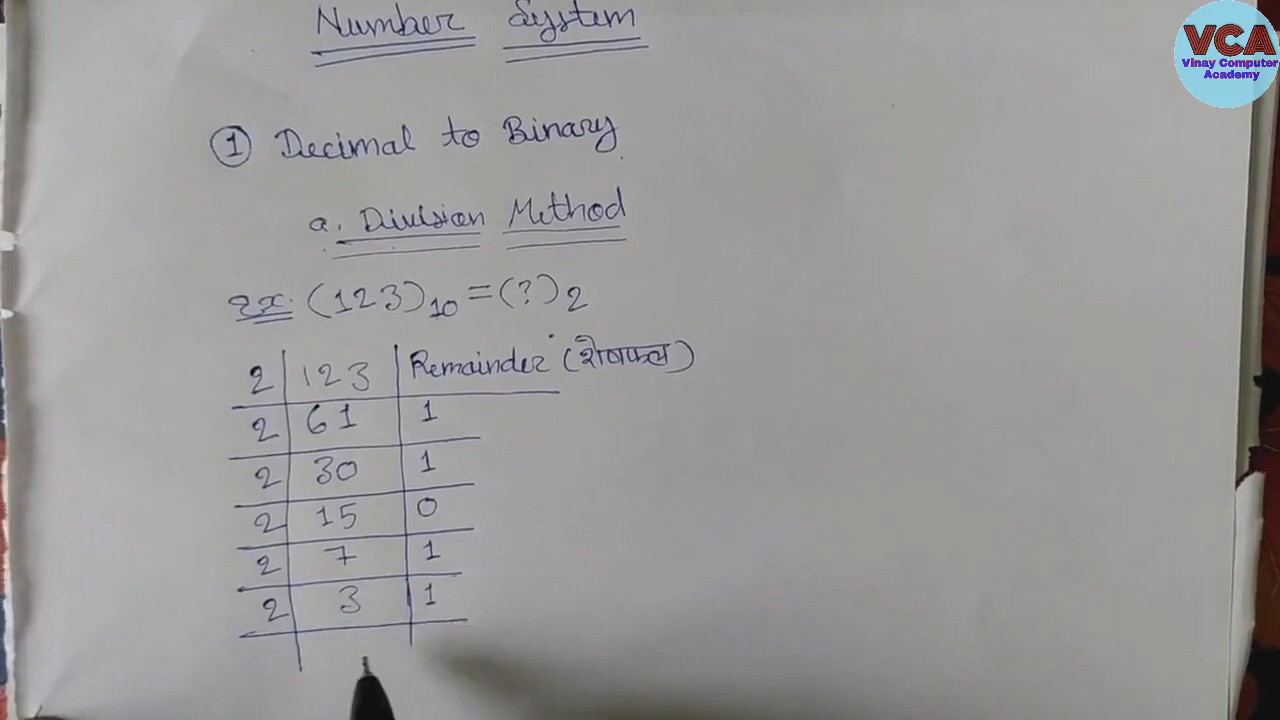 Number System
VCA
Vinay Computer
Academy
① Decimal to Binary
a. Division Method
ex. (123)10 = (?)2
2 123 Remainder (शेषफल)
2 61 1
2 30 1
2 15 0
2 7 1
2 3 1